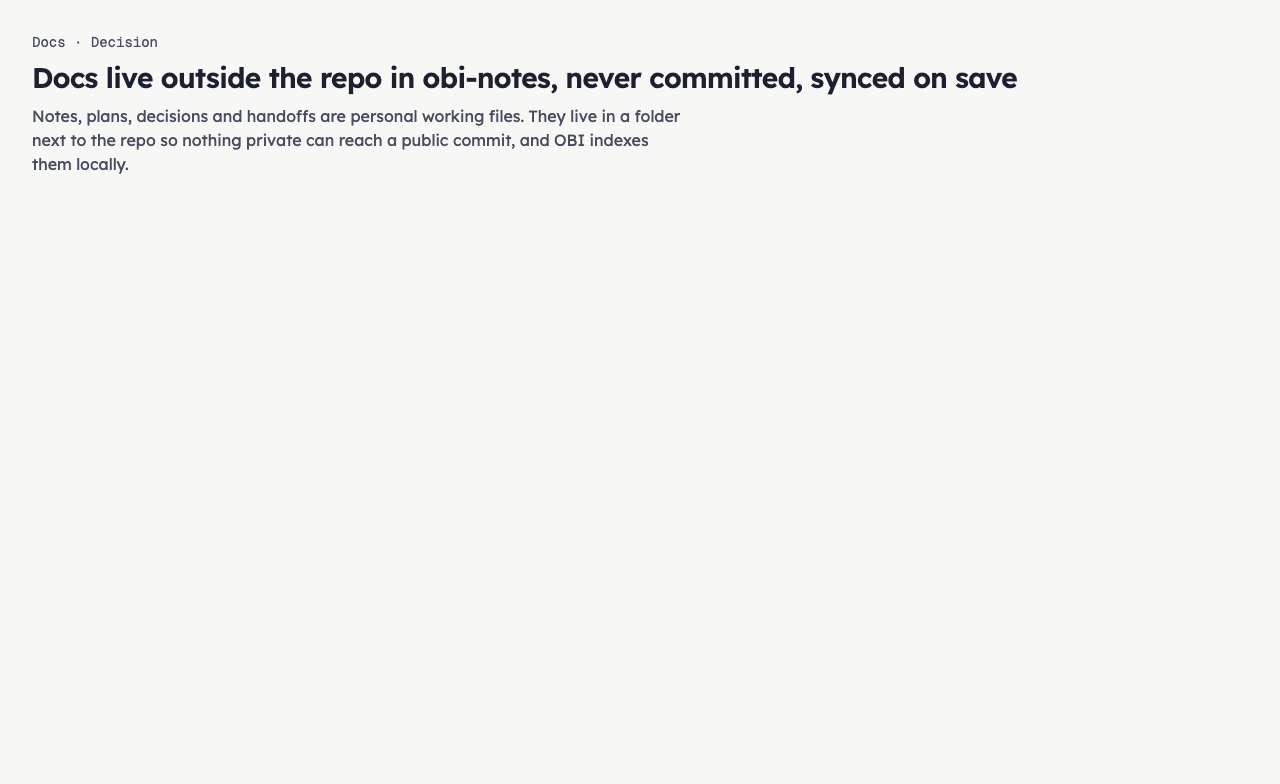 Docs · Decision
Docs live outside the repo in obi-notes, never committed, synced on save
Notes, plans, decisions and handoffs are personal working files. They live in a folder
next to the repo so nothing private can reach a public commit, and OBI indexes
them locally.